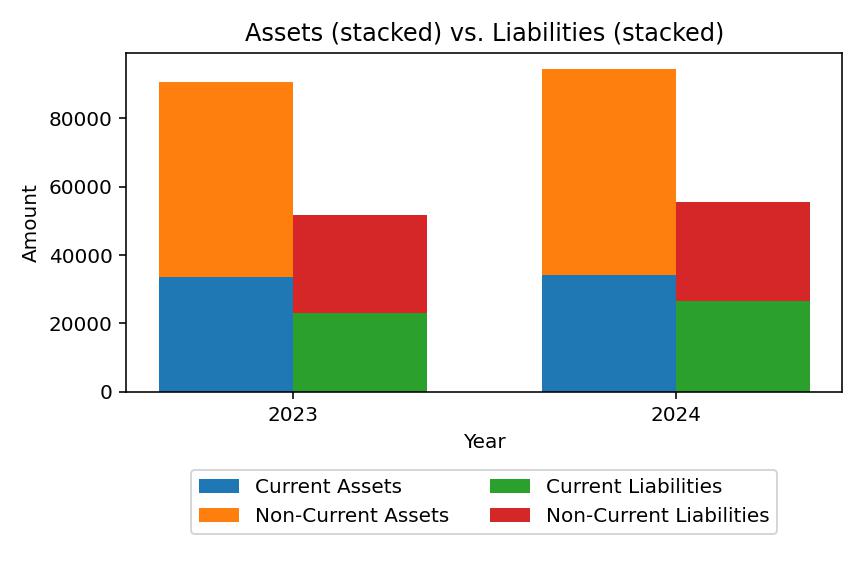 Assets (stacked) vs. Liabilities (stacked)
80000
60000
40000
20000
0
Amount
2023
2024
Year
Current Assets
Non-Current Assets
Current Liabilities
Non-Current Liabilities